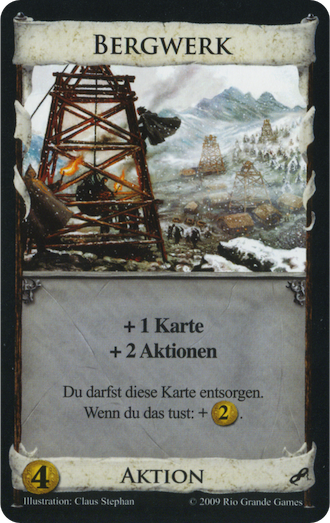 BERGWERK
+ 1 Karte
+ 2 Aktionen
Du darfst diese Karte entsorgen.
Wenn du das tust: + 2.
4
AKTION
Illustration: Claus Stephan
© 2009 Rio Grande Games